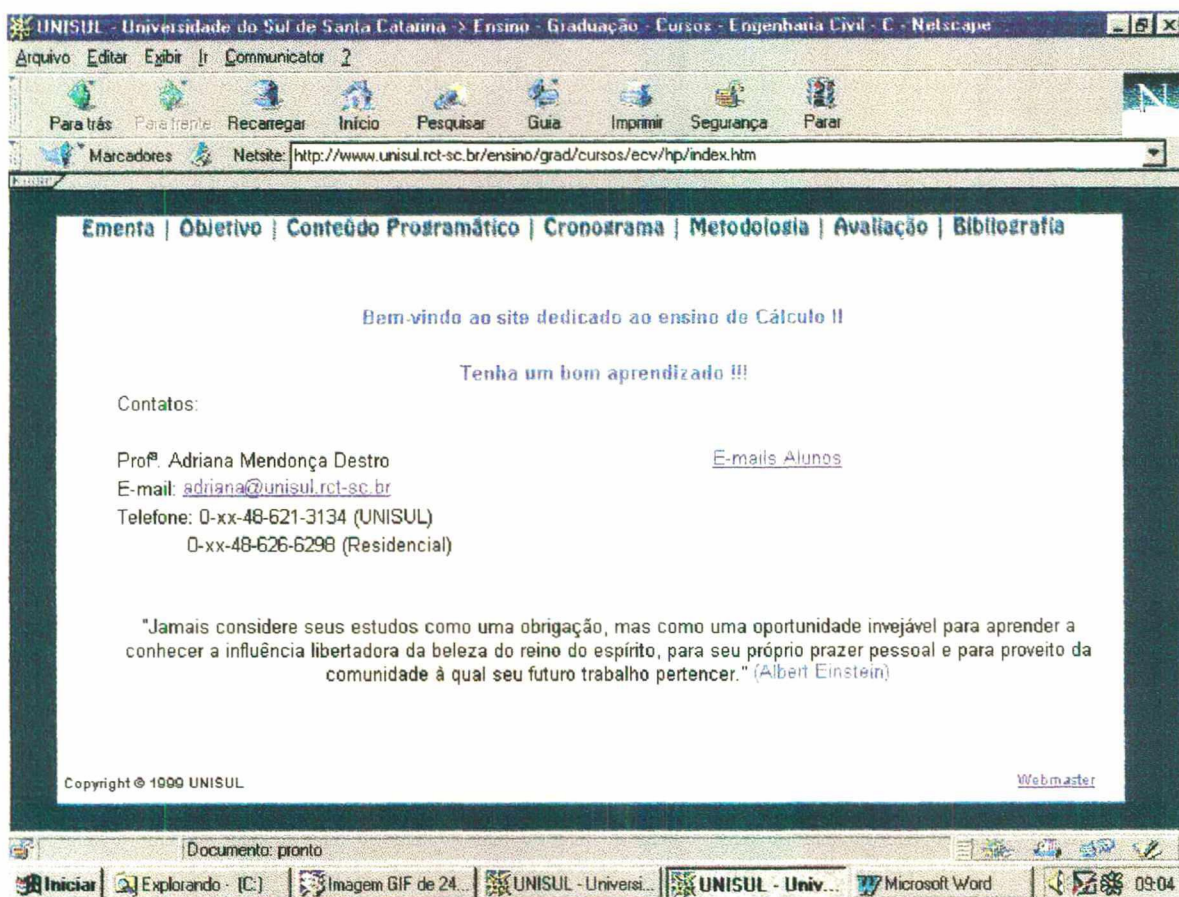 UNISUL - Universidade do Sul de Santa Catarina -> Ensino - Graduação - Cursos - Engenharia Civil - C - Netscape
Arquivo Editar Exibir Ir Communicator ?
Para trás Para frente Recarregar Início Pesquisar Guia Imprimir Segurança Parar
N
Marcadores Netsite: http://www.unisul.rct-sc.br/ensino/grad/cursos/ecv/hp/index.htm
Ementa | Objetivo | Conteúdo Programático | Cronograma | Metodologia | Avaliação | Bibliografia
Bem-vindo ao site dedicado ao ensino de Cálculo !!
Tenha um bom aprendizado !!!
Contatos:
Profª. Adriana Mendonça Destro E-mails Alunos
E-mail: adriana@unisul.rct-sc.br
Telefone: 0-xx-48-621-3134 (UNISUL)
0-xx-48-626-6298 (Residencial)
"Jamais considere seus estudos como uma obrigação, mas como uma oportunidade invejável para aprender a
conhecer a influência libertadora da beleza do reino do espírito, para seu próprio prazer pessoal e para proveito da
comunidade à qual seu futuro trabalho pertencer." (Albert Einstein)
Copyright © 1999 UNISUL Webmaster
Documento: pronto
Iniciar Explorando - (C:) Imagem GIF de 24... UNISUL - Universi... UNISUL - Univ... Microsoft Word 09:04